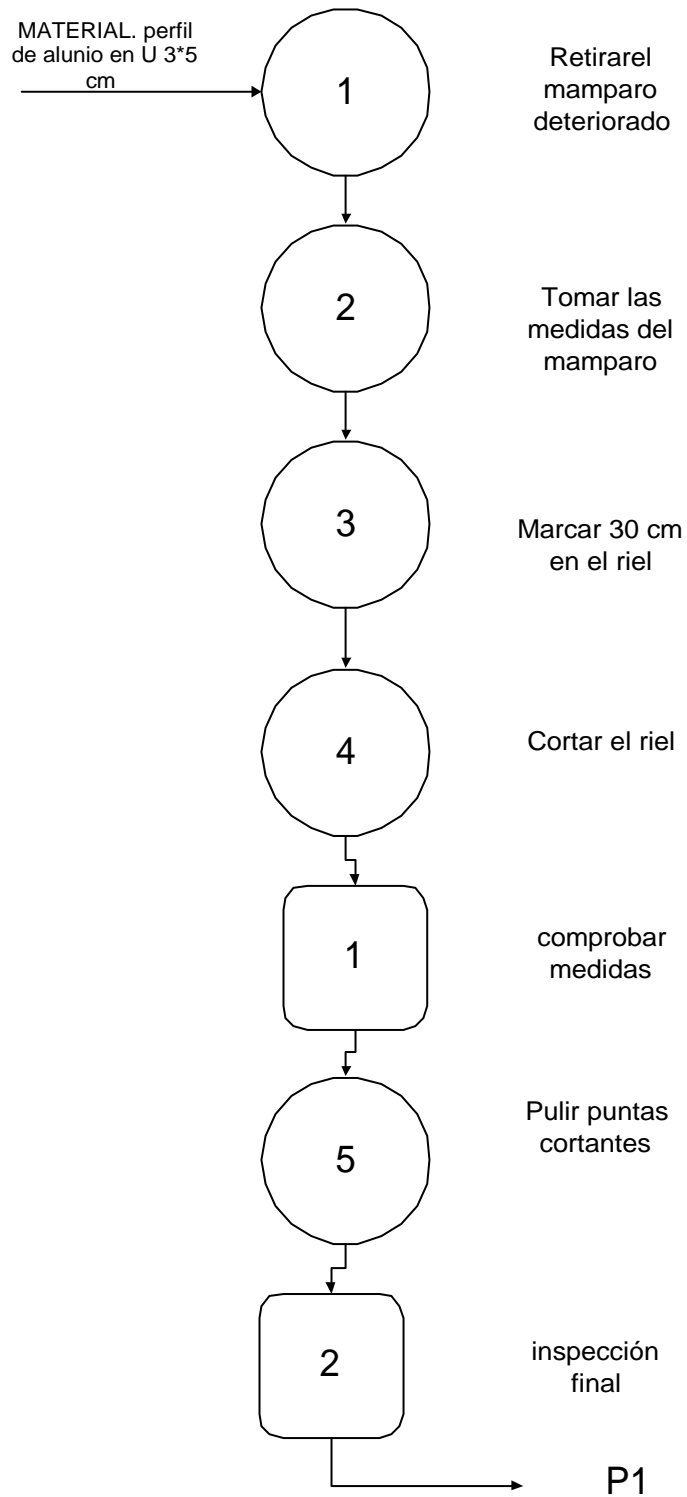 MATERIAL. perfil
de alunio en U 3*5
cm
1
Retirarel
mamparo
deteriorado
2
Tomar las
medidas del
mamparo
3
Marcar 30 cm
en el riel
4
Cortar el riel
1
comprobar
medidas
5
Pulir puntas
cortantes
2
inspección
final
P1